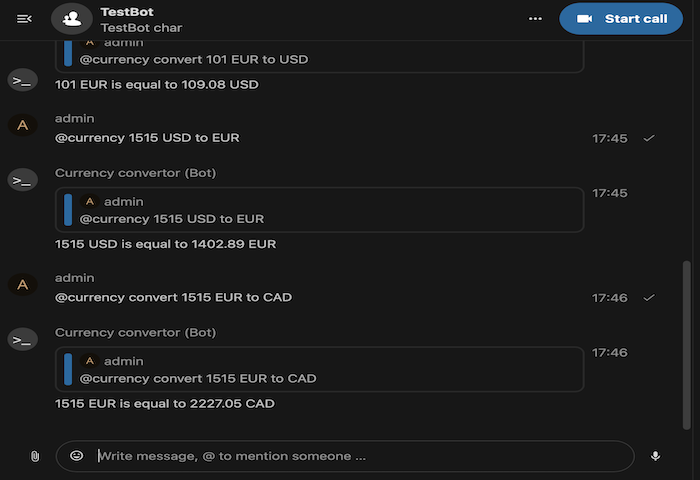 TestBot
TestBot char
Start call
A admin
@currency convert 101 EUR to USD
>_
101 EUR is equal to 109.08 USD
admin
A
@currency 1515 USD to EUR
17:45
Currency convertor (Bot)
>_
17:45
A admin
@currency 1515 USD to EUR
1515 USD is equal to 1402.89 EUR
admin
A
@currency convert 1515 EUR to CAD
17:46
Currency convertor (Bot)
>_
17:46
A admin
@currency convert 1515 EUR to CAD
1515 EUR is equal to 2227.05 CAD
Write message, @ to mention someone ...